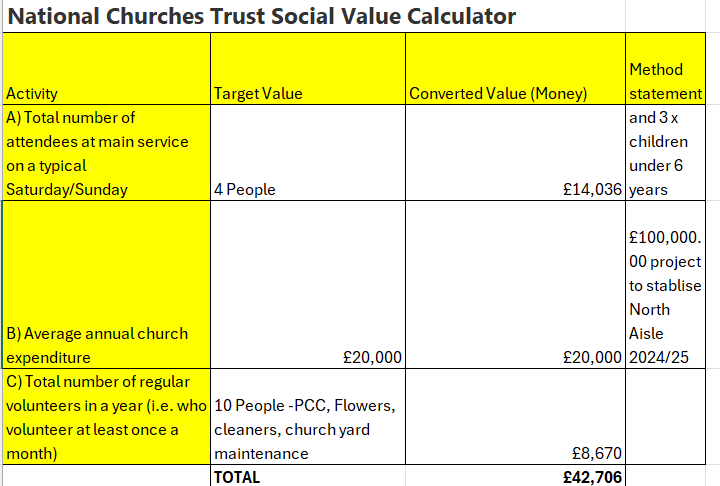 National Churches Trust Social Value Calculator
Activity
Target Value
Converted Value (Money)
Method
statement
A) Total number of
attendees at main service
on a typical
Saturday/Sunday
4 People
£14,036
and 3 x
children
under 6
years
B) Average annual church
expenditure
£20,000
£20,000
£100,000.
00 project
to stablise
North
Aisle
2024/25
C) Total number of regular
volunteers in a year (i.e. who
volunteer at least once a
month)
10 People -PCC, Flowers,
cleaners, church yard
maintenance
£8,670
TOTAL
£42,706